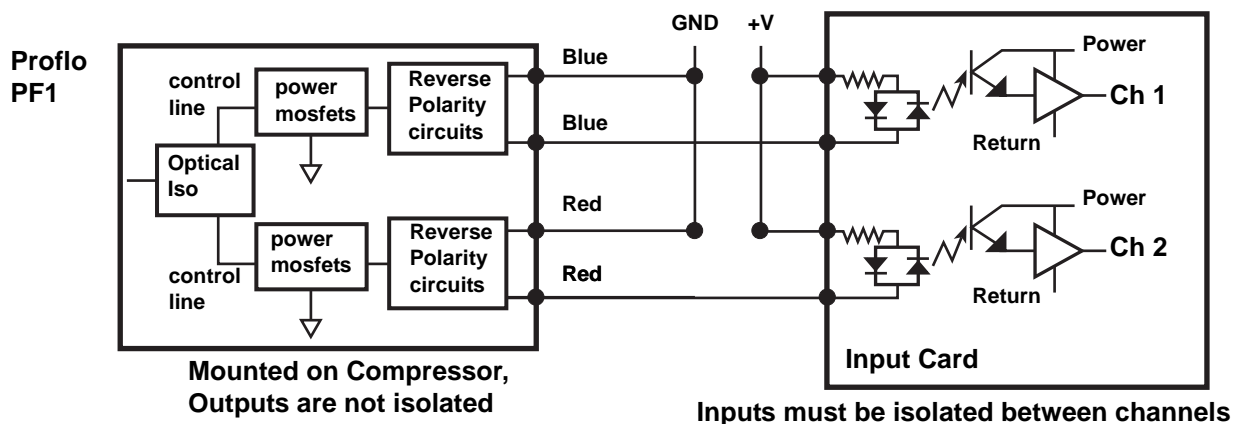 GND +V
Proflo
PF1
control
line
power
mosfets
Reverse
Polarity
circuits
Blue
Blue
Optical
Iso
Red
Red
power
mosfets
Reverse
Polarity
circuits
control
line
Mounted on Compressor,
Outputs are not isolated
Power
Ch 1
Return
Power
Ch 2
Return
Input Card
Inputs must be isolated between channels